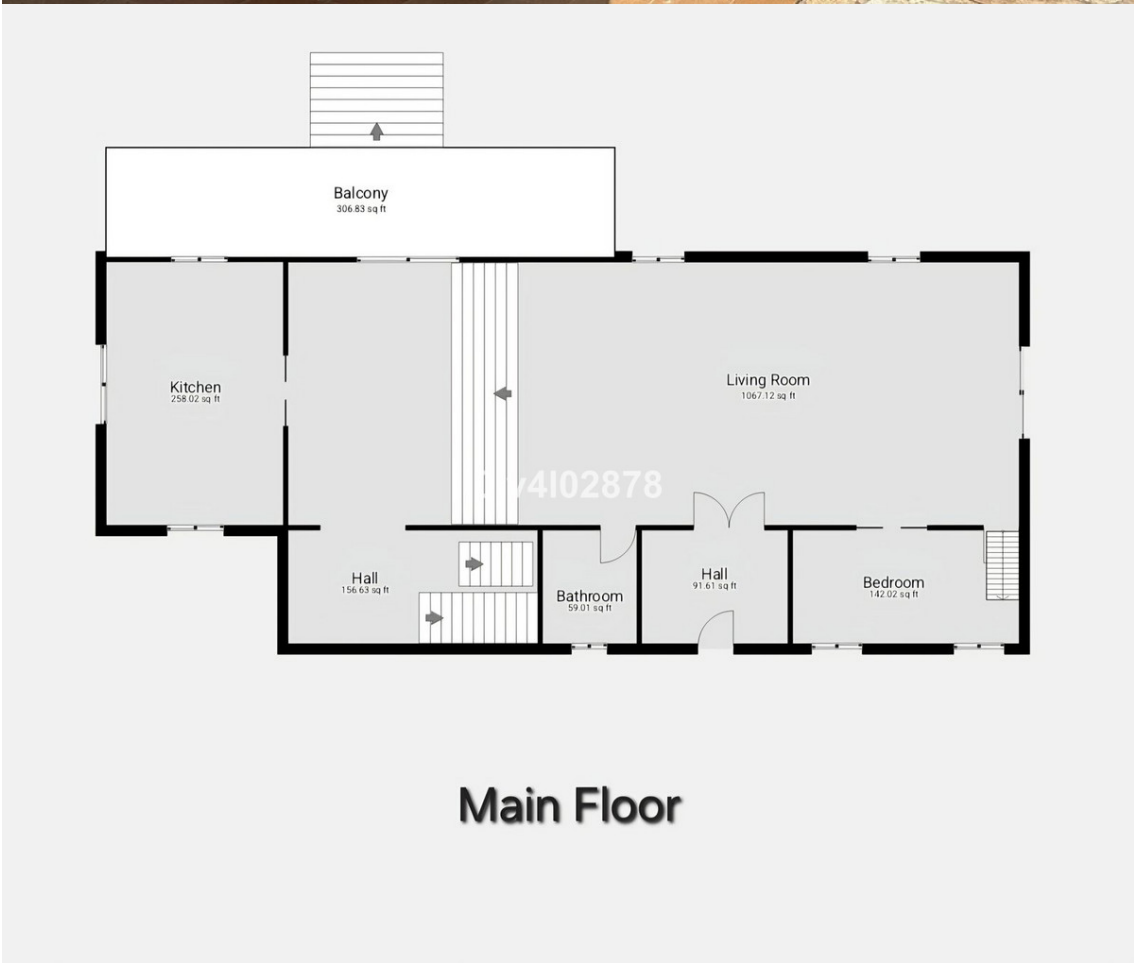 Balcony
306.83 sq ft
Kitchen
258.02 sq ft
Living Room
1067.12 sq ft
v4l02878
Hall
156.63 sq ft
Bathroom
59.01 sq ft
Hall
91.61 sq ft
Bedroom
142.02 sq ft
Main Floor